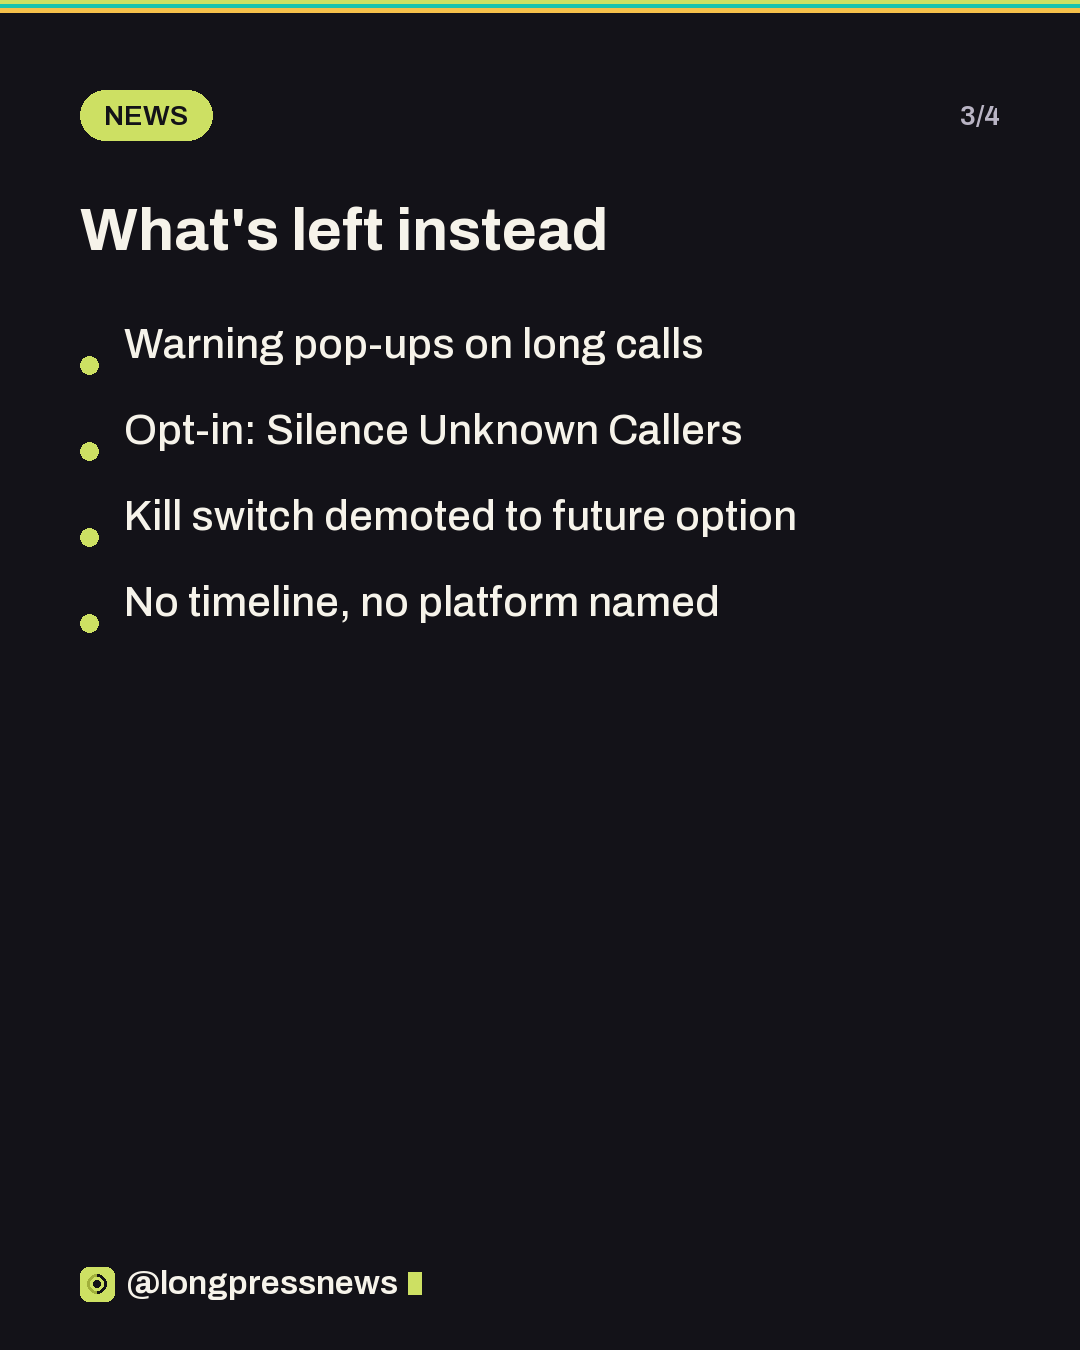 NEWS
3/4
What's left instead
Warning pop-ups on long calls
Opt-in: Silence Unknown Callers
Kill switch demoted to future option
No timeline, no platform named
@longpressnews